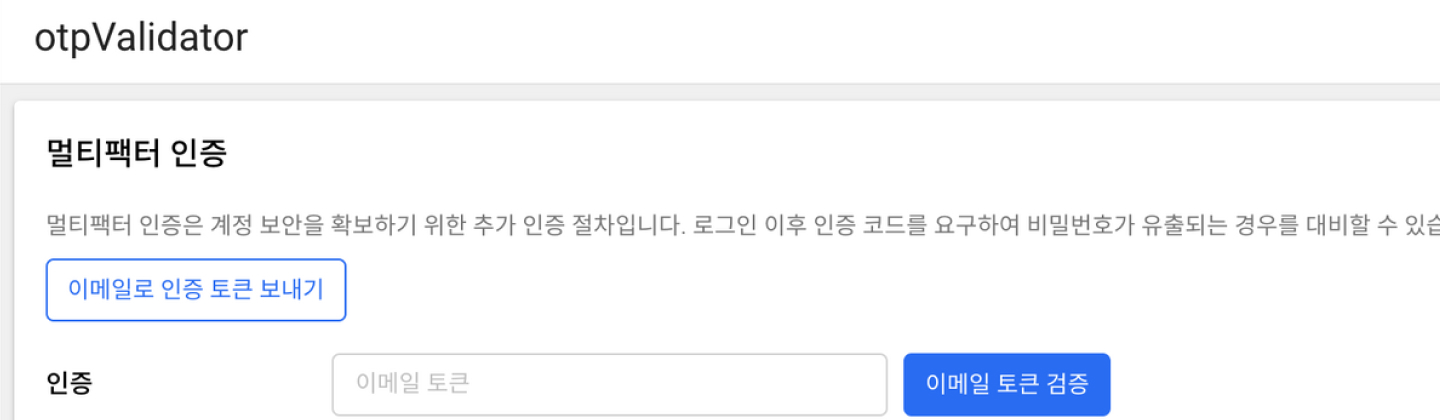 otpValidator
멀티팩터 인증
멀티팩터 인증은 계정 보안을 확보하기 위한 추가 인증 절차입니다. 로그인 이후 인증 코드를 요구하여 비밀번호가 유출되는 경우를 대비할 수
이메일로 인증 토큰 보내기
인증
이메일 토큰
이메일 토큰 검증